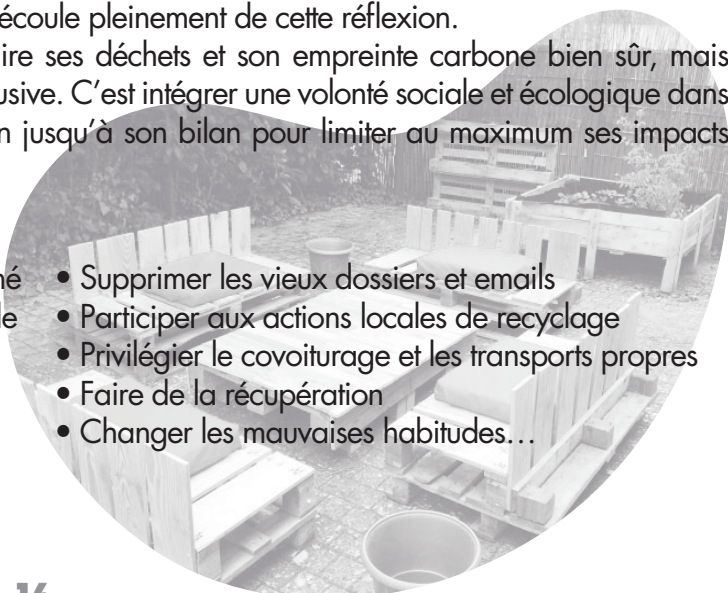 écoule pleinement de cette réflexion.
ire ses déchets et son empreinte carbone bien sûr, mais
usive. C’est intégrer une volonté sociale et écologique dans
n jusqu’à son bilan pour limiter au maximum ses impacts
né • Supprimer les vieux dossiers et emails
le • Participer aux actions locales de recyclage
• Privilégier le covoiturage et les transports propres
• Faire de la récupération
• Changer les mauvaises habitudes…